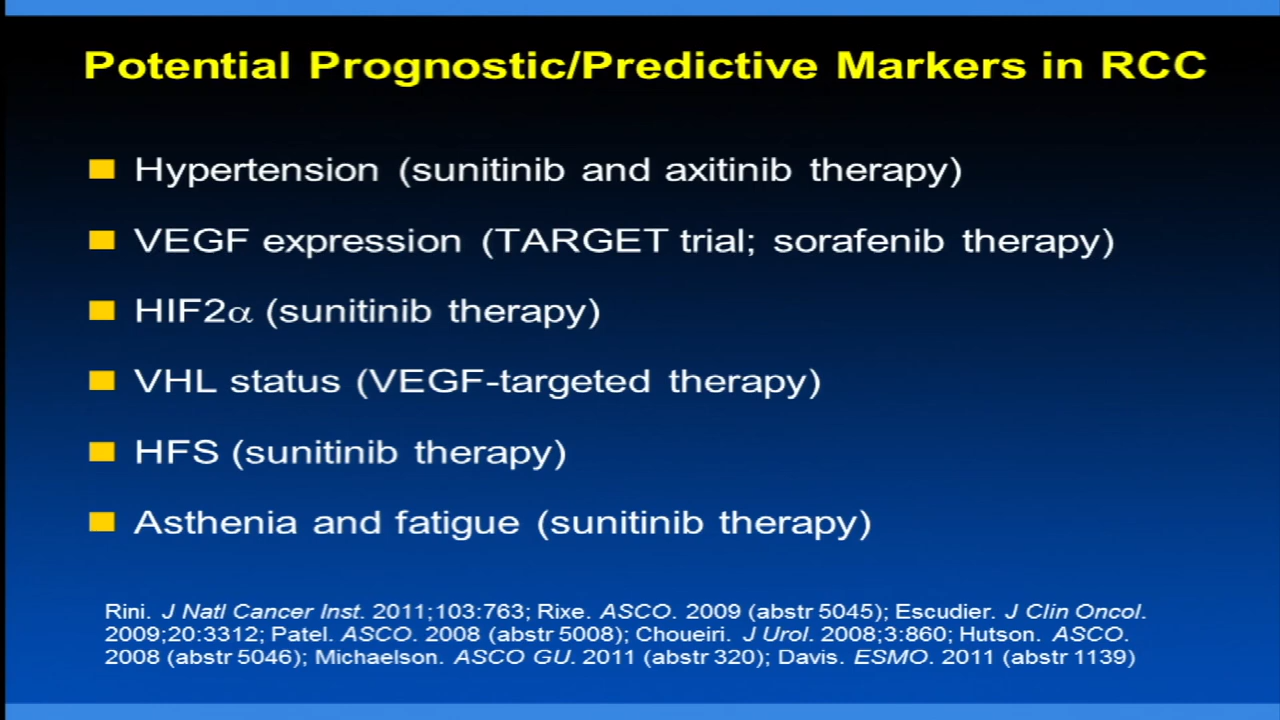 Potential Prognostic/Predictive Markers in RCC
Hypertension (sunitinib and axitinib therapy)
VEGF expression (TARGET trial; sorafenib therapy)
HIF2α (sunitinib therapy)
VHL status (VEGF-targeted therapy)
HFS (sunitinib therapy)
Asthenia and fatigue (sunitinib therapy)
Rini. J Natl Cancer Inst. 2011;103:763; Rixe. ASCO. 2009 (abstr 5045); Escudier. J Clin Oncol.
2009;20:3312; Patel. ASCO. 2008 (abstr 5008); Choueiri. J Urol. 2008;3:860; Hutson. ASCO.
2008 (abstr 5046); Michaelson. ASCO GU. 2011 (abstr 320); Davis. ESMO. 2011 (abstr 1139)